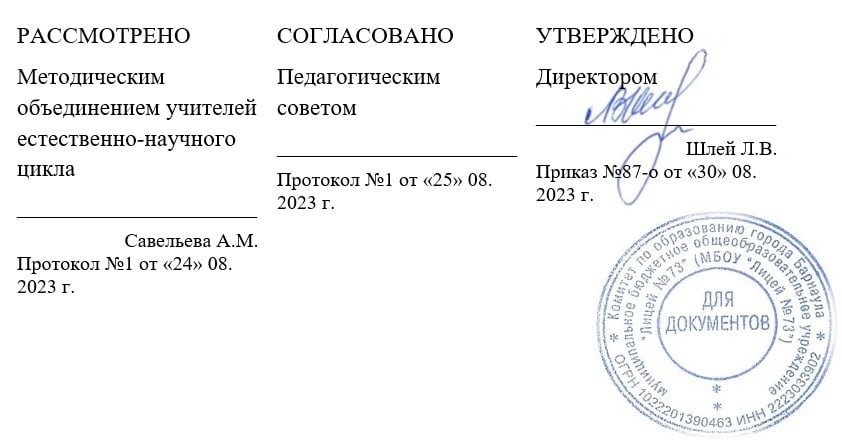 РАССМОТРЕНО
Методическим
объединением учителей
естественно-научного
цикла
Савельева А.М.
Протокол №1 от «24» 08.
2023 г.
СОГЛАСОВАНО
Педагогическим
советом
Протокол №1 от «25» 08.
2023 г.
УТВЕРЖДЕНО
Директором
Шлей Л.В.
Приказ №87-о от «30» 08.
2023 г.
* Комитет по образованию города Барнаула *
муниципальное бюджетное общеобразовательное учреждение
"Лицей №73" (МБОУ "Лицей №73")
ДЛЯ
ДОКУМЕНТОВ
ОГРН 1022201390463 ИНН 2223033902